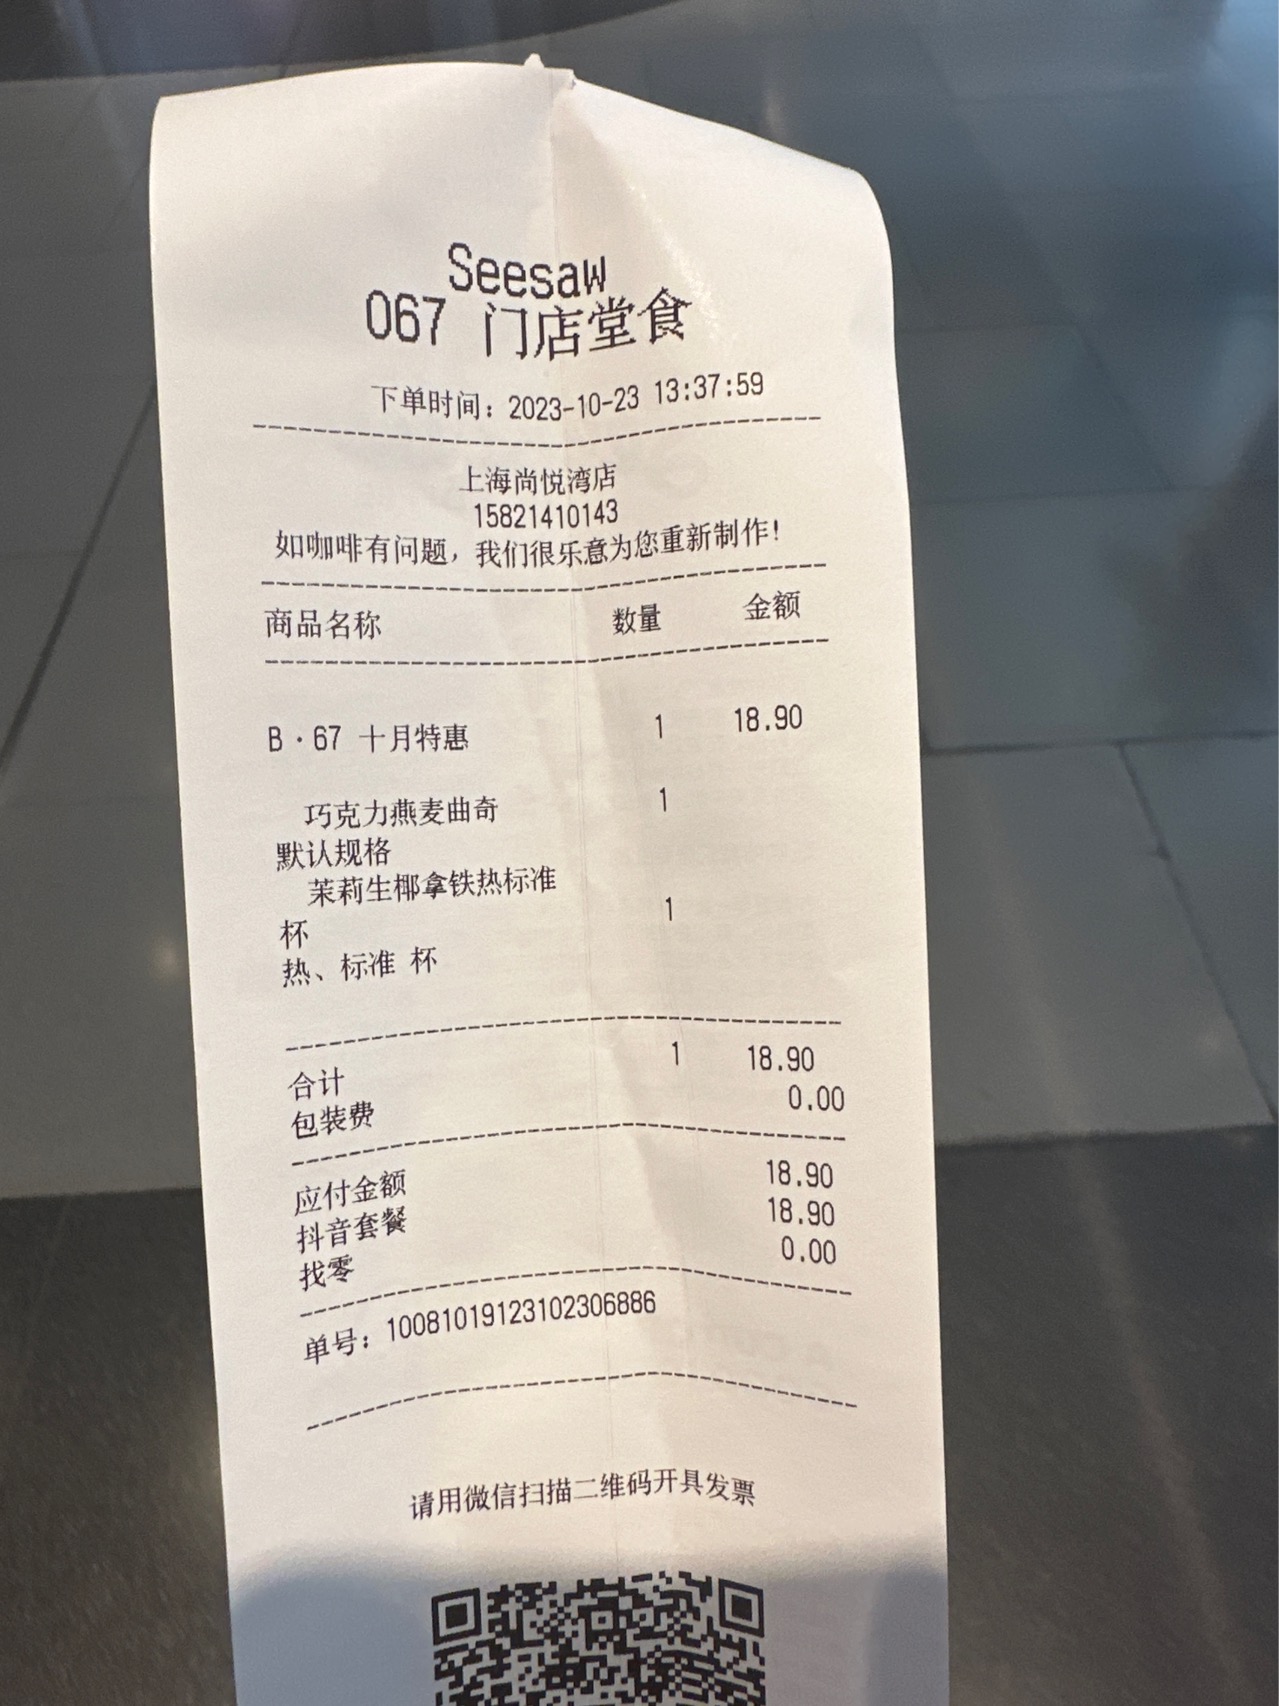 Seesaw
067 门店堂食
下单时间：2023-10-23 13:37:59
上海尚悦湾店
15821410143
如咖啡有问题，我们很乐意为您重新制作！
商品名称 数量 金额
B·67 十月特惠 1 18.90
巧克力燕麦曲奇 1
默认规格
茉莉生椰拿铁热标准
杯 1
热、标准 杯
合计 1 18.90
包装费 0.00
应付金额 18.90
抖音套餐 18.90
找零 0.00
单号：10081019123102306886
请用微信扫描二维码开具发票